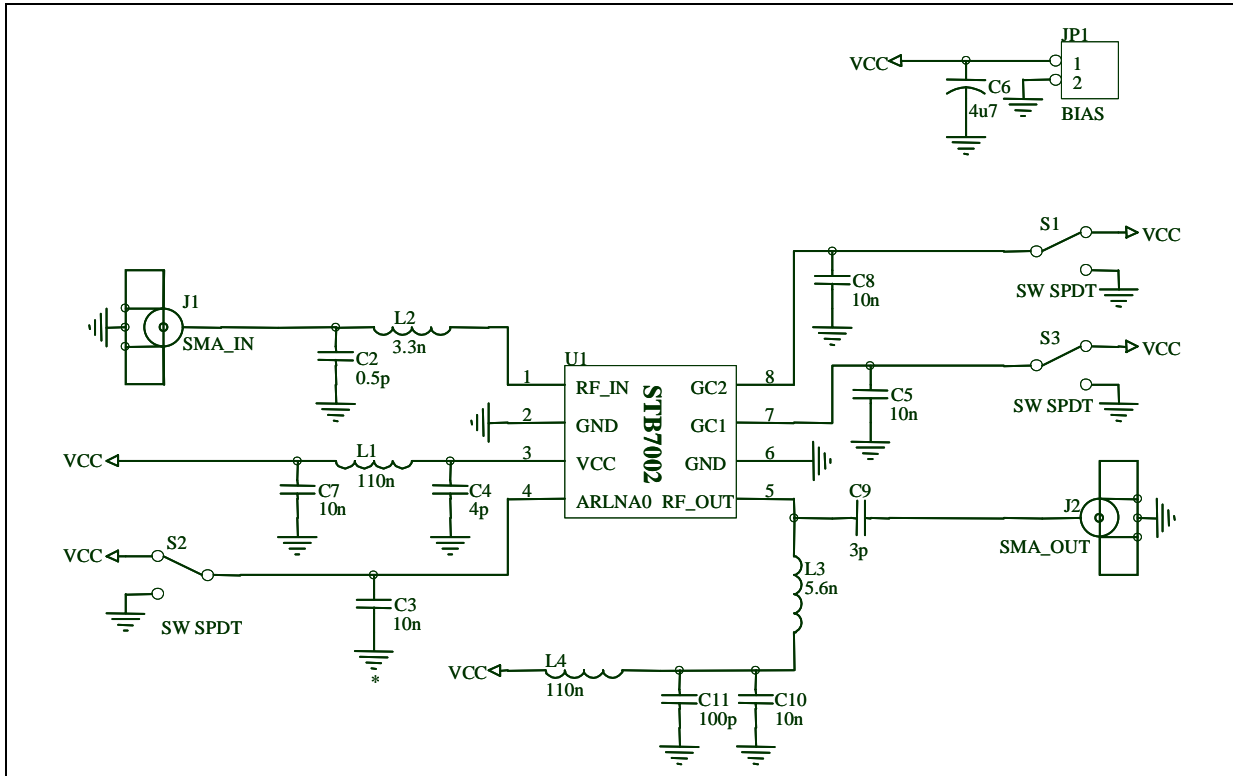 JP1
VCC
1
2
C6
4u7
BIAS
S1
VCC
C8
10n
SW SPDT
J1
SMA_IN
L2
3.3n
C2
0.5p
S3
VCC
C5
10n
SW SPDT
U1
STB7002
1
RF_IN
GC2
8
2
GND
GC1
7
3
VCC
GND
6
4
ARLNA0
RF_OUT
5
VCC
L1
110n
C7
10n
C4
4p
C9
3p
J2
SMA_OUT
VCC
S2
SW SPDT
C3
10n
*
L3
5.6n
VCC
L4
110n
C11
100p
C10
10n